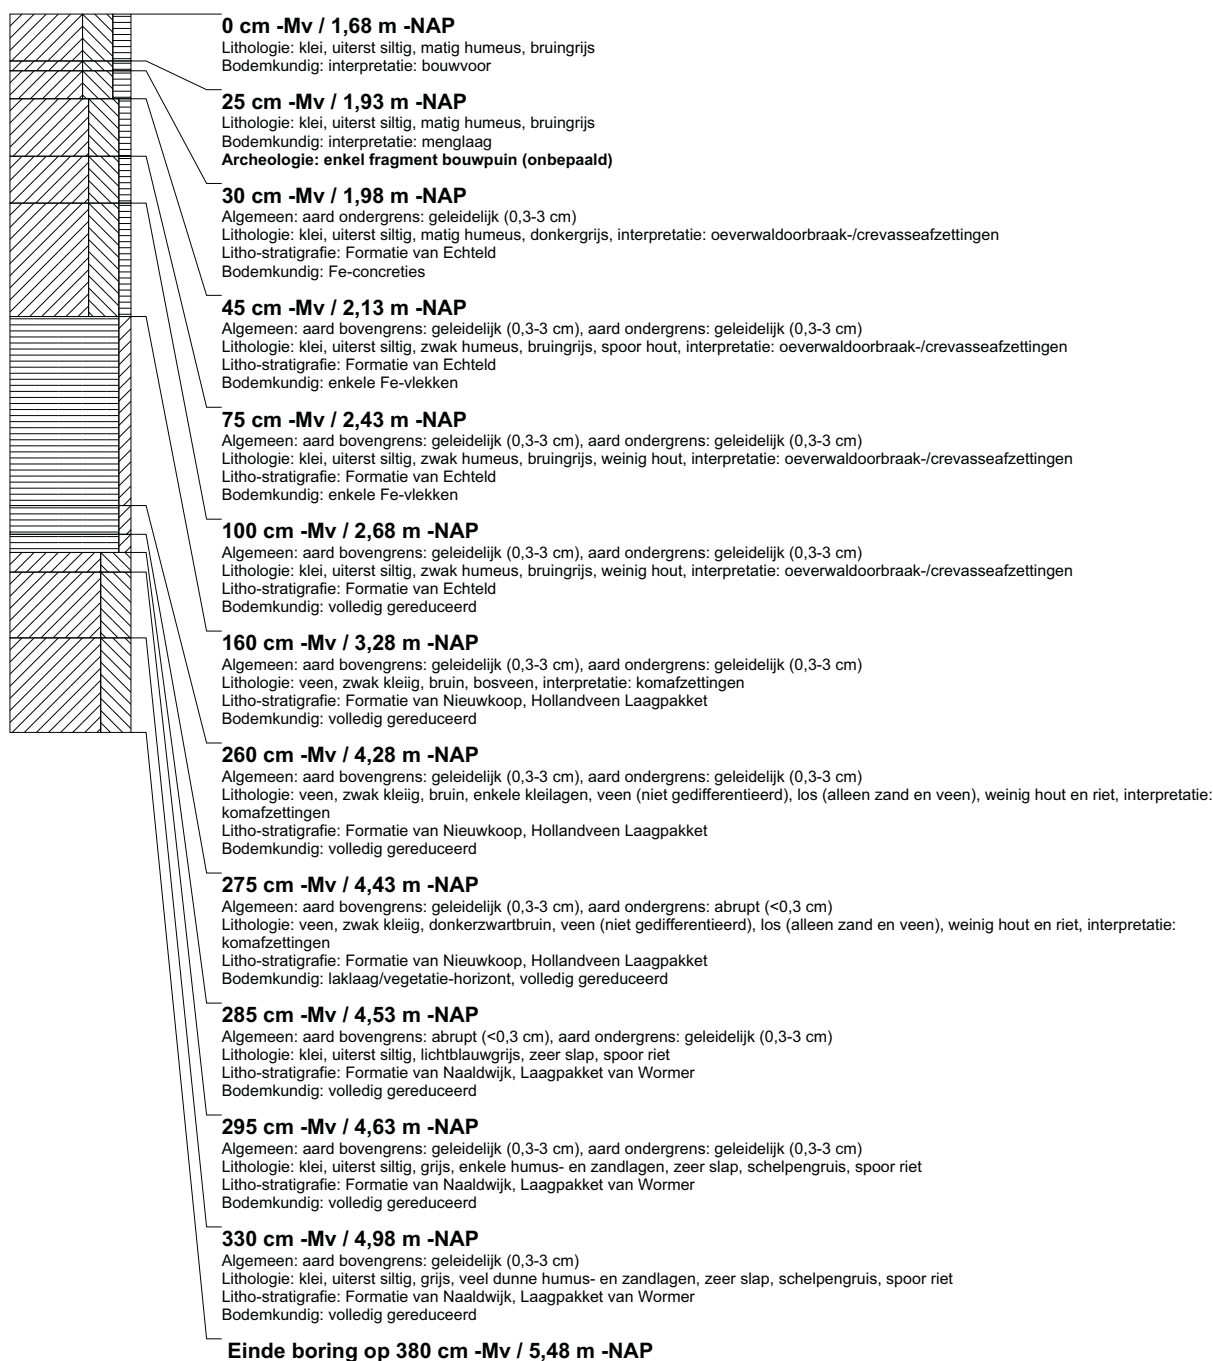 0 cm -Mv / 1,68 m -NAP
Lithologie: klei, uiterst siltig, matig humeus, bruingrijs
Bodemkundig: interpretatie: bouwvoor
25 cm -Mv / 1,93 m -NAP
Lithologie: klei, uiterst siltig, matig humeus, bruingrijs
Bodemkundig: interpretatie: menglaag
Archeologie: enkel fragment bouwpuin (onbepaald)
30 cm -Mv / 1,98 m -NAP
Algemeen: aard ondergrens: geleidelijk (0,3-3 cm)
Lithologie: klei, uiterst siltig, matig humeus, donkergrijs, interpretatie: oeverwaldoorbraak-/crevasseafzettingen
Litho-stratigrafie: Formatie van Echteld
Bodemkundig: Fe-concreties
45 cm -Mv / 2,13 m -NAP
Algemeen: aard bovengrens: geleidelijk (0,3-3 cm), aard ondergrens: geleidelijk (0,3-3 cm)
Lithologie: klei, uiterst siltig, zwak humeus, bruingrijs, spoor hout, interpretatie: oeverwaldoorbraak-/crevasseafzettingen
Litho-stratigrafie: Formatie van Echteld
Bodemkundig: enkele Fe-vlekken
75 cm -Mv / 2,43 m -NAP
Algemeen: aard bovengrens: geleidelijk (0,3-3 cm), aard ondergrens: geleidelijk (0,3-3 cm)
Lithologie: klei, uiterst siltig, zwak humeus, bruingrijs, weinig hout, interpretatie: oeverwaldoorbraak-/crevasseafzettingen
Litho-stratigrafie: Formatie van Echteld
Bodemkundig: enkele Fe-vlekken
100 cm -Mv / 2,68 m -NAP
Algemeen: aard bovengrens: geleidelijk (0,3-3 cm), aard ondergrens: geleidelijk (0,3-3 cm)
Lithologie: klei, uiterst siltig, zwak humeus, bruingrijs, weinig hout, interpretatie: oeverwaldoorbraak-/crevasseafzettingen
Litho-stratigrafie: Formatie van Echteld
Bodemkundig: volledig gereduceerd
160 cm -Mv / 3,28 m -NAP
Algemeen: aard bovengrens: geleidelijk (0,3-3 cm), aard ondergrens: geleidelijk (0,3-3 cm)
Lithologie: veen, zwak kleiig, bruin, bosveen, interpretatie: komafzettingen
Litho-stratigrafie: Formatie van Nieuwkoop, Hollandveen Laagpakket
Bodemkundig: volledig gereduceerd
260 cm -Mv / 4,28 m -NAP
Algemeen: aard bovengrens: geleidelijk (0,3-3 cm), aard ondergrens: geleidelijk (0,3-3 cm)
Lithologie: veen, zwak kleiig, bruin, enkele kleilagen, veen (niet gedifferentieerd), los (alleen zand en veen), weinig hout en riet, interpretatie:
komafzettingen
Litho-stratigrafie: Formatie van Nieuwkoop, Hollandveen Laagpakket
Bodemkundig: volledig gereduceerd
275 cm -Mv / 4,43 m -NAP
Algemeen: aard bovengrens: geleidelijk (0,3-3 cm), aard ondergrens: abrupt (<0,3 cm)
Lithologie: veen, zwak kleiig, donkerzwartbruin, veen (niet gedifferentieerd), los (alleen zand en veen), weinig hout en riet, interpretatie:
komafzettingen
Litho-stratigrafie: Formatie van Nieuwkoop, Hollandveen Laagpakket
Bodemkundig: laklaag/vegetatie-horizont, volledig gereduceerd
285 cm -Mv / 4,53 m -NAP
Algemeen: aard bovengrens: abrupt (<0,3 cm), aard ondergrens: geleidelijk (0,3-3 cm)
Lithologie: klei, uiterst siltig, lichtblauwgrijs, zeer slap, spoor riet
Litho-stratigrafie: Formatie van Naaldwijk, Laagpakket van Wormer
Bodemkundig: volledig gereduceerd
295 cm -Mv / 4,63 m -NAP
Algemeen: aard bovengrens: geleidelijk (0,3-3 cm), aard ondergrens: geleidelijk (0,3-3 cm)
Lithologie: klei, uiterst siltig, grijs, enkele humus- en zandlagen, zeer slap, schelpengruis, spoor riet
Litho-stratigrafie: Formatie van Naaldwijk, Laagpakket van Wormer
Bodemkundig: volledig gereduceerd
330 cm -Mv / 4,98 m -NAP
Algemeen: aard bovengrens: geleidelijk (0,3-3 cm)
Lithologie: klei, uiterst siltig, grijs, veel dunne humus- en zandlagen, zeer slap, schelpengruis, spoor riet
Litho-stratigrafie: Formatie van Naaldwijk, Laagpakket van Wormer
Bodemkundig: volledig gereduceerd
Einde boring op 380 cm -Mv / 5,48 m -NAP